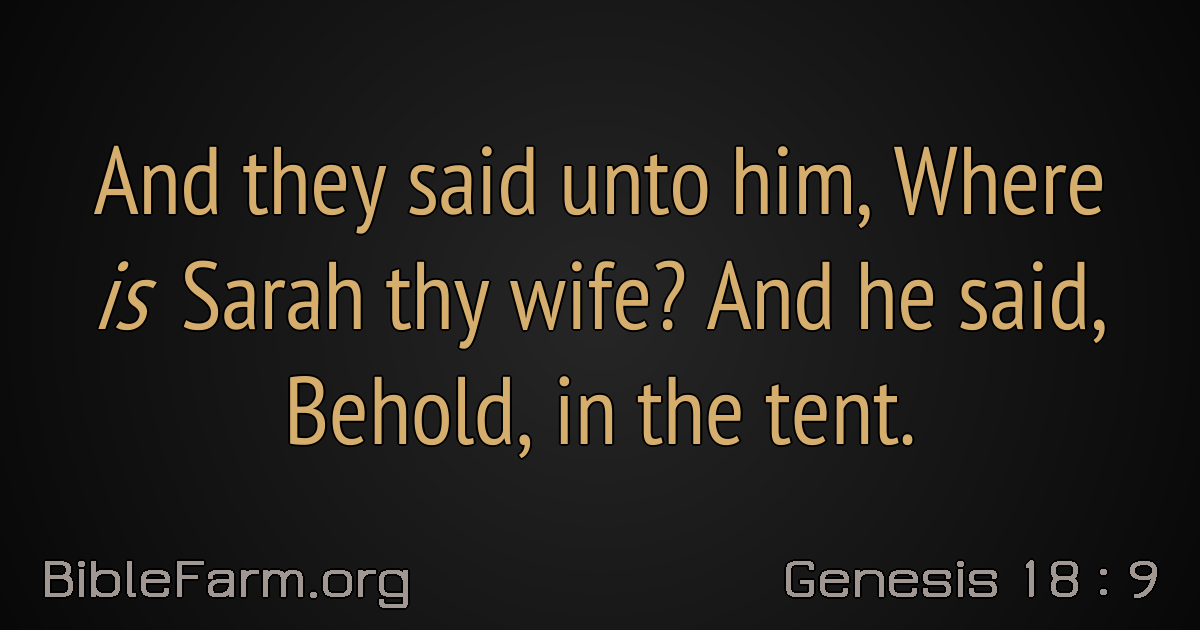 And they said unto him, Where
is Sarah thy wife? And he said,
Behold, in the tent.
BibleFarm.org
Genesis 18 : 9